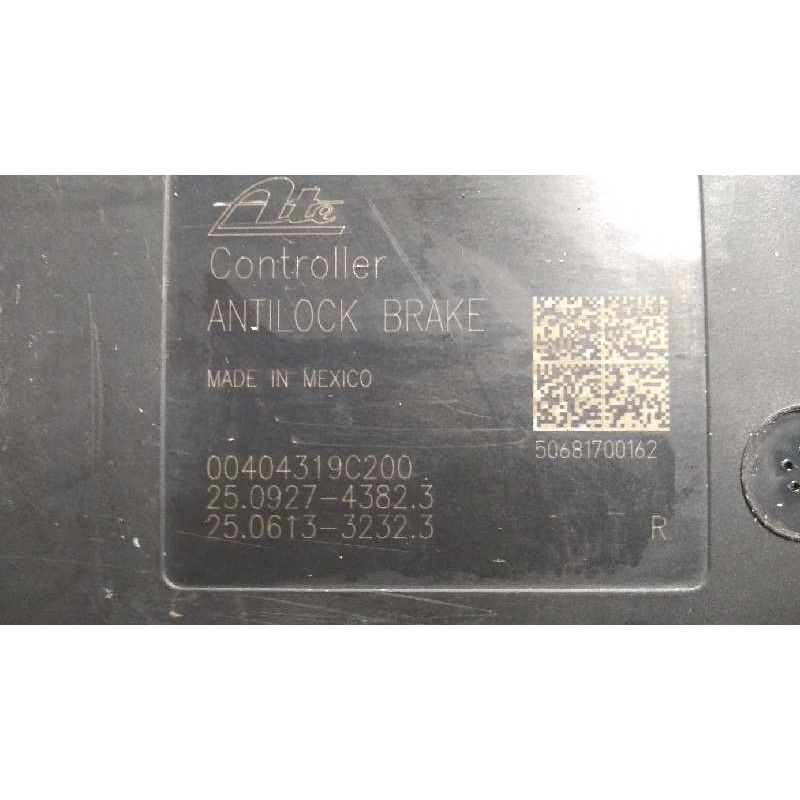 Ate
Controller
ANTILOCK BRAKE
MADE IN MEXICO
50681700162
00404319C200
25.0927-4382.3
25.0613-3232.3
R